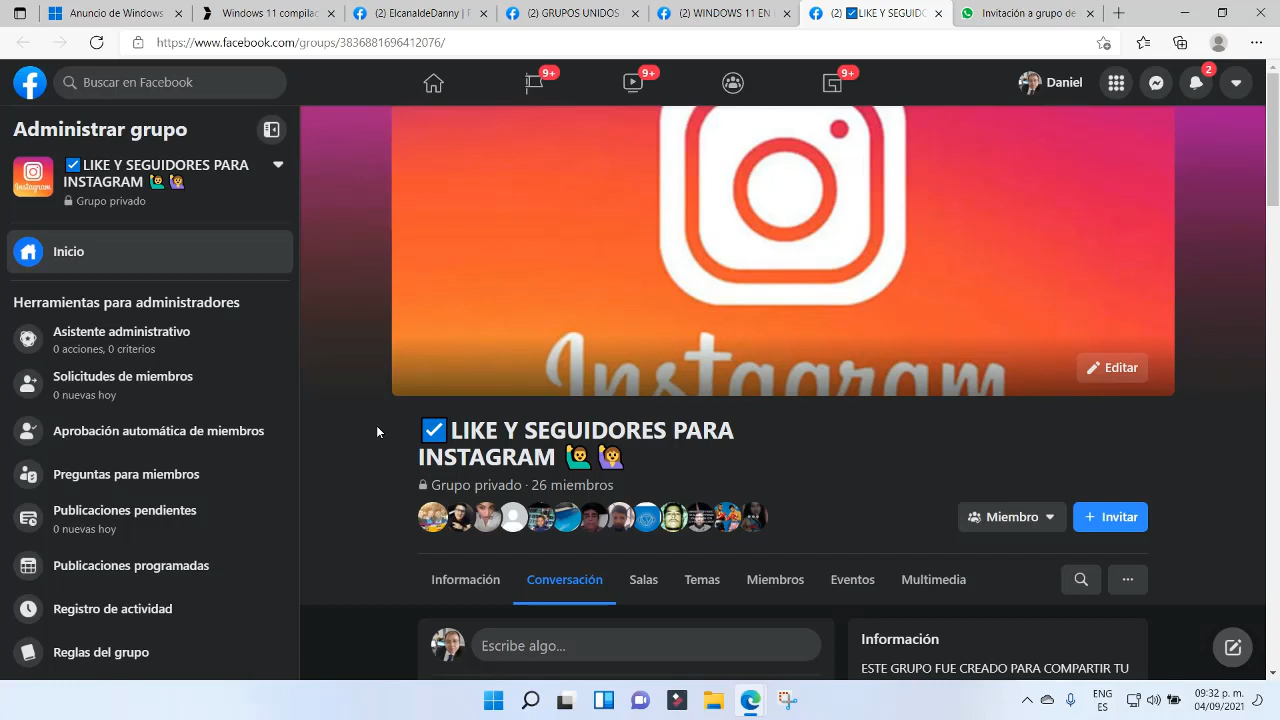 Anuncio de Windows
Windows 11 compilac
(2) ElcanaldeDanny | F
(2) GRUPOS UNIDOS
(2) WINDOWS 11 EN
(2) ☑LIKE Y SEGUIDO
Invitación a grupo de
https://www.facebook.com/groups/3836881696412076/
Buscar en Facebook
9+
9+
9+
Daniel
2
Administrar grupo
☑LIKE Y SEGUIDORES PARA
INSTAGRAM 🙋‍♂️ 🙋‍♀️
Grupo privado
Inicio
Herramientas para administradores
Asistente administrativo
0 acciones, 0 criterios
Solicitudes de miembros
0 nuevas hoy
Aprobación automática de miembros
Preguntas para miembros
Publicaciones pendientes
0 nuevas hoy
Publicaciones programadas
Registro de actividad
Reglas del grupo
Instagram
Instagram
Editar
☑LIKE Y SEGUIDORES PARA
INSTAGRAM 🙋‍♂️ 🙋‍♀️
Grupo privado · 26 miembros
Miembro
+ Invitar
Información
Conversación
Salas
Temas
Miembros
Eventos
Multimedia
Escribe algo...
Información
ESTE GRUPO FUE CREADO PARA COMPARTIR TU
ENG
ES
09:32 p. m.
04/09/2021